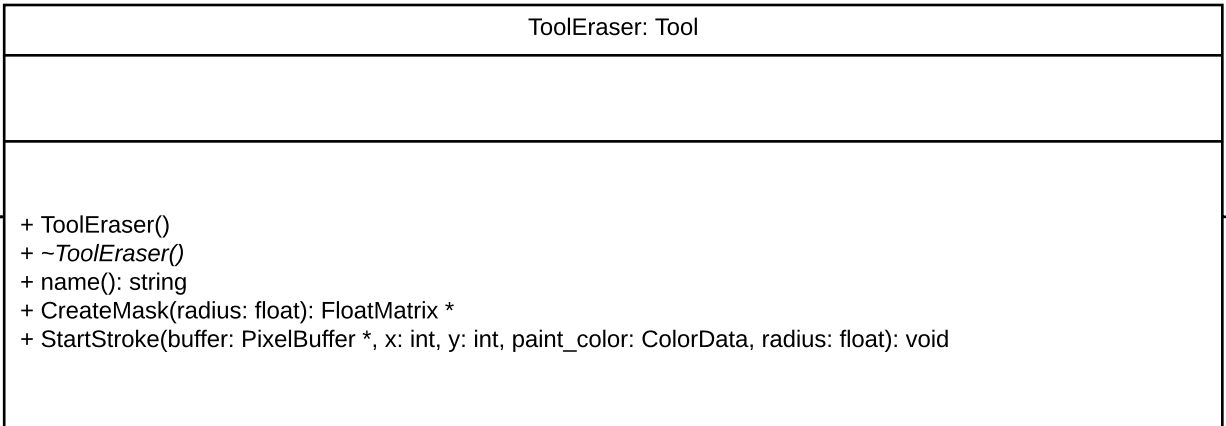 ToolEraser: Tool
+ ToolEraser()
+ ~ToolEraser()
+ name(): string
+ CreateMask(radius: float): FloatMatrix *
+ StartStroke(buffer: PixelBuffer *, x: int, y: int, paint_color: ColorData, radius: float): void